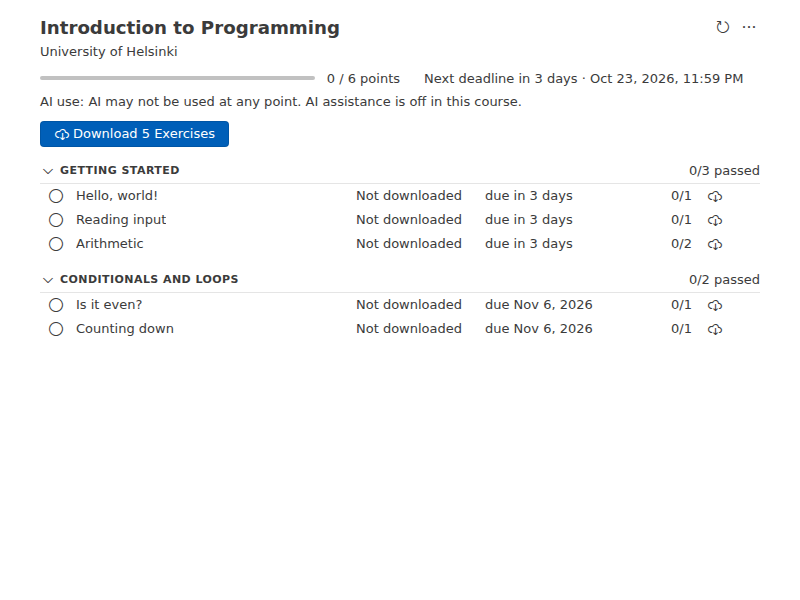 Introduction to Programming
University of Helsinki
0 / 6 points Next deadline in 3 days · Oct 23, 2026, 11:59 PM
AI use: AI may not be used at any point. AI assistance is off in this course.
Download 5 Exercises
GETTING STARTED 0/3 passed
Hello, world! Not downloaded due in 3 days 0/1
Reading input Not downloaded due in 3 days 0/1
Arithmetic Not downloaded due in 3 days 0/2
CONDITIONALS AND LOOPS 0/2 passed
Is it even? Not downloaded due Nov 6, 2026 0/1
Counting down Not downloaded due Nov 6, 2026 0/1